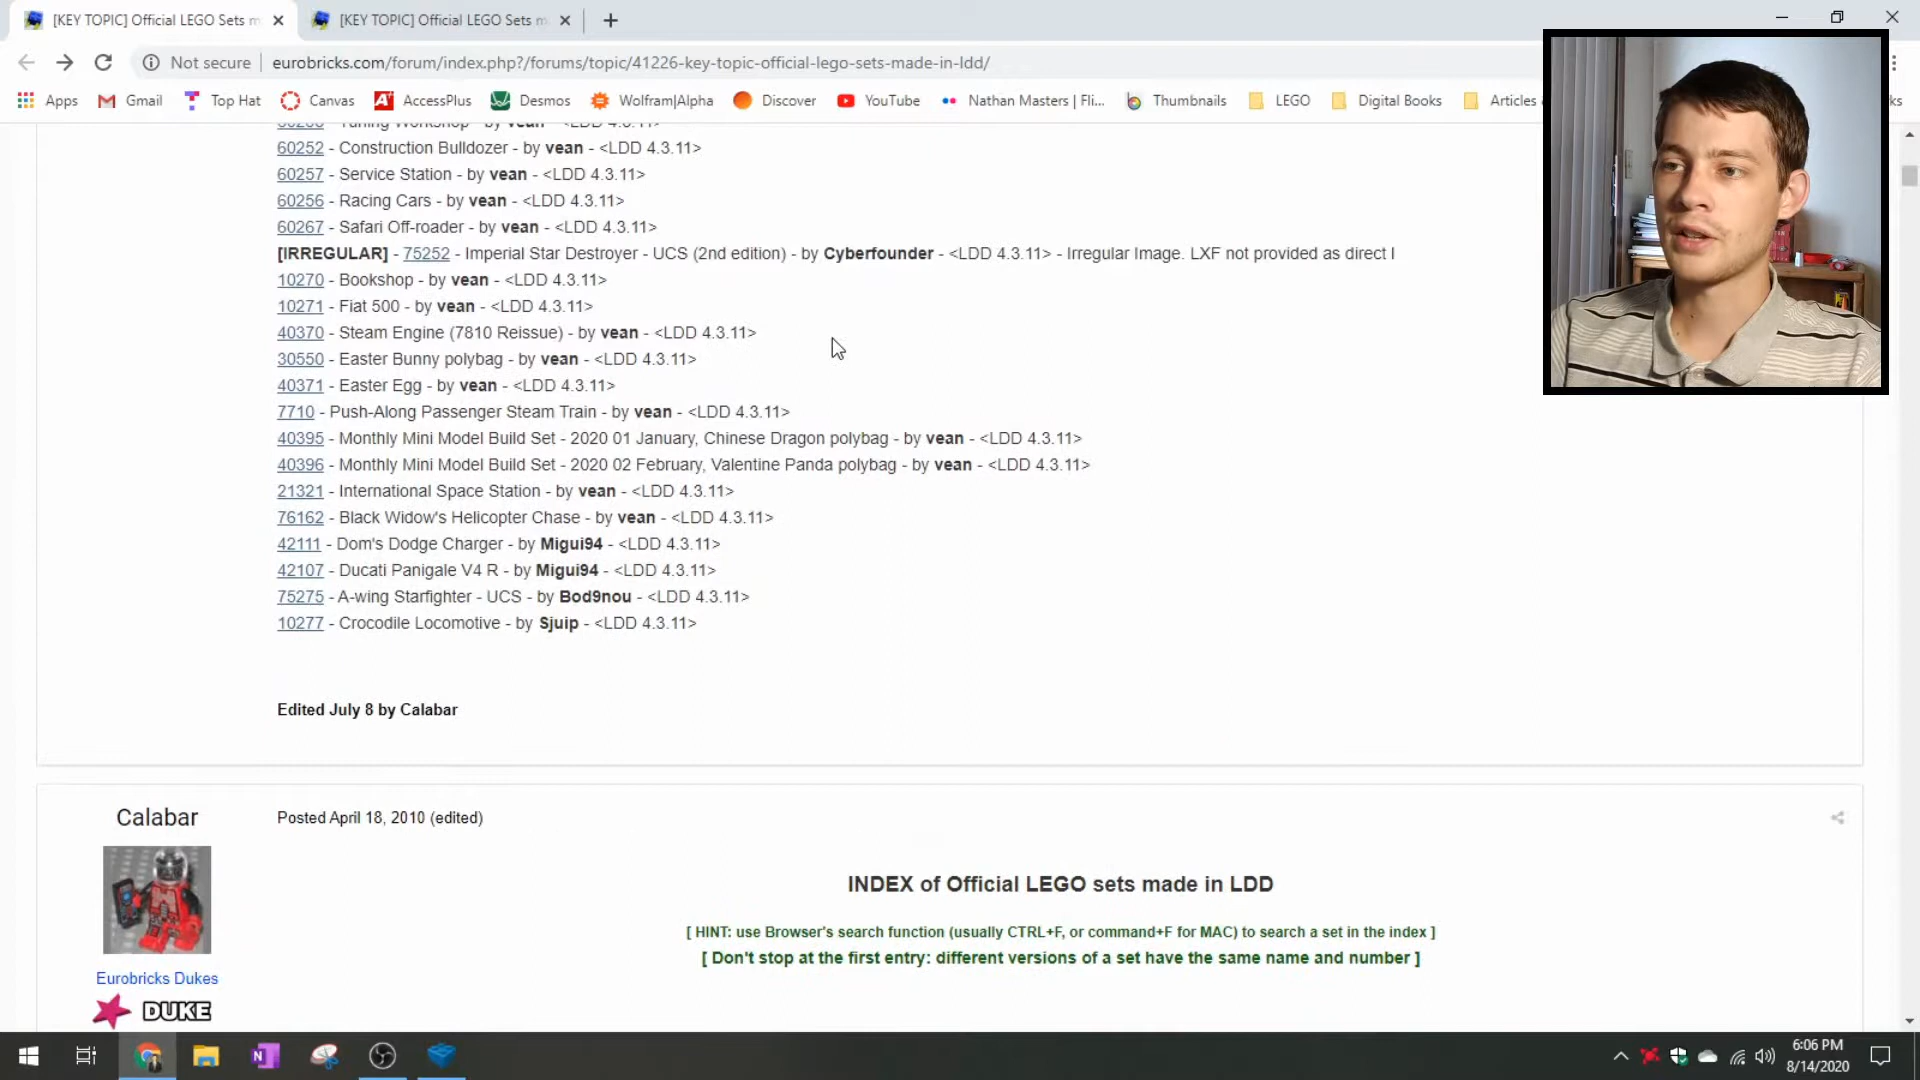 [KEY TOPIC] Official LEGO Sets m
[KEY TOPIC] Official LEGO Sets m
Not secure
eurobricks.com/forum/index.php?/forums/topic/41226-key-topic-official-lego-sets-made-in-ldd/
Apps
Gmail
Top Hat
Canvas
AccessPlus
Desmos
Wolfram|Alpha
Discover
YouTube
Nathan Masters | Fli...
Thumbnails
LEGO
Digital Books
Articles
ks
Tuning Workshop - by vean - <LDD 4.3.11>
60252 - Construction Bulldozer - by vean - <LDD 4.3.11>
60257 - Service Station - by vean - <LDD 4.3.11>
60256 - Racing Cars - by vean - <LDD 4.3.11>
60267 - Safari Off-roader - by vean - <LDD 4.3.11>
[IRREGULAR] - 75252 - Imperial Star Destroyer - UCS (2nd edition) - by Cyberfounder - <LDD 4.3.11> - Irregular Image. LXF not provided as direct l
10270 - Bookshop - by vean - <LDD 4.3.11>
10271 - Fiat 500 - by vean - <LDD 4.3.11>
40370 - Steam Engine (7810 Reissue) - by vean - <LDD 4.3.11>
30550 - Easter Bunny polybag - by vean - <LDD 4.3.11>
40371 - Easter Egg - by vean - <LDD 4.3.11>
7710 - Push-Along Passenger Steam Train - by vean - <LDD 4.3.11>
40395 - Monthly Mini Model Build Set - 2020 01 January, Chinese Dragon polybag - by vean - <LDD 4.3.11>
40396 - Monthly Mini Model Build Set - 2020 02 February, Valentine Panda polybag - by vean - <LDD 4.3.11>
21321 - International Space Station - by vean - <LDD 4.3.11>
76162 - Black Widow's Helicopter Chase - by vean - <LDD 4.3.11>
42111 - Dom's Dodge Charger - by Migui94 - <LDD 4.3.11>
42107 - Ducati Panigale V4 R - by Migui94 - <LDD 4.3.11>
75275 - A-wing Starfighter - UCS - by Bod9nou - <LDD 4.3.11>
10277 - Crocodile Locomotive - by Sjuip - <LDD 4.3.11>
Edited July 8 by Calabar
Calabar
Posted April 18, 2010 (edited)
INDEX of Official LEGO sets made in LDD
[ HINT: use Browser's search function (usually CTRL+F, or command+F for MAC) to search a set in the index ]
[ Don't stop at the first entry: different versions of a set have the same name and number ]
Eurobricks Dukes
DUKE
6:06 PM
8/14/2020